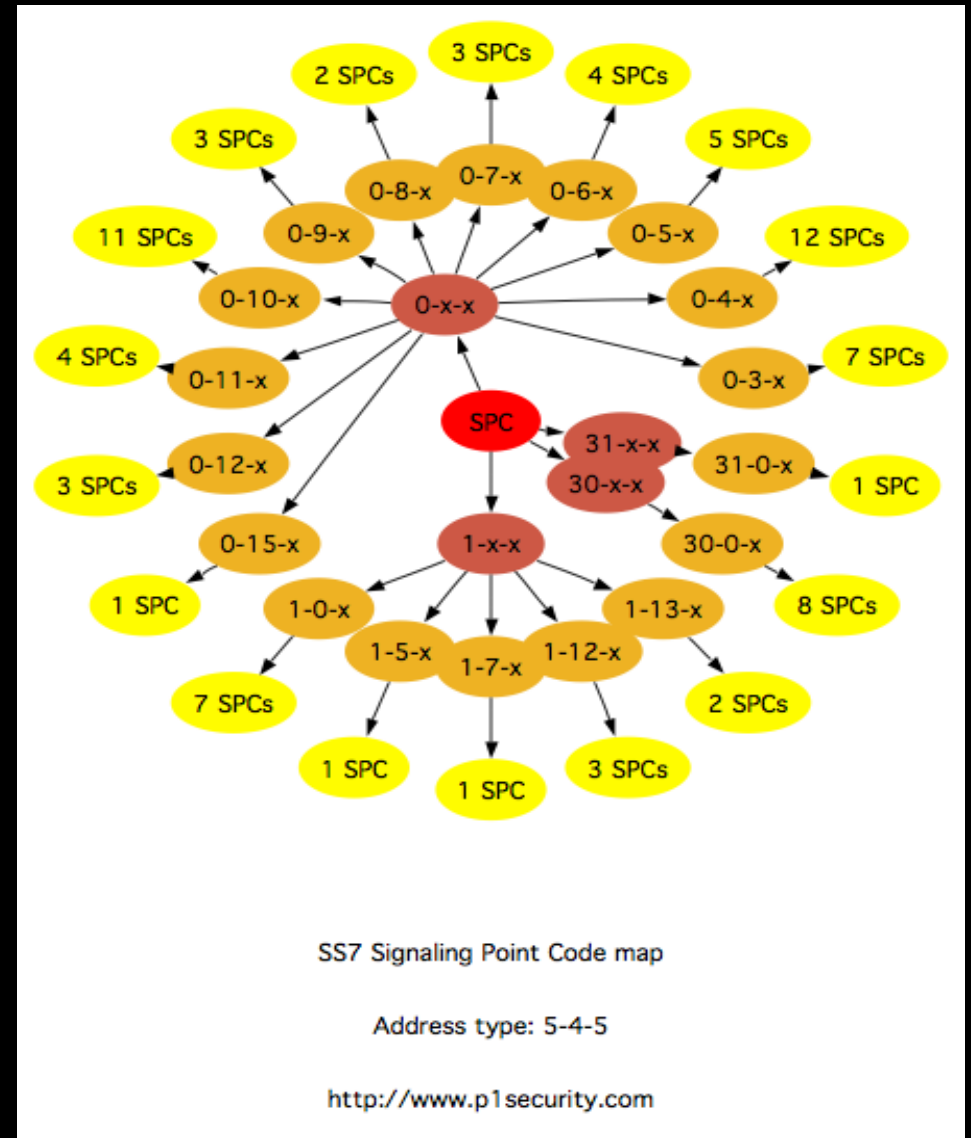 3 SPCs
2 SPCs
4 SPCs
3 SPCs
5 SPCs
0-7-x
0-8-x
0-6-x
0-9-x
0-5-x
11 SPCs
12 SPCs
0-10-x
0-x-x
0-4-x
4 SPCs
7 SPCs
0-11-x
0-3-x
SPC
31-x-x
0-12-x
31-0-x
30-x-x
3 SPCs
1 SPC
0-15-x
1-x-x
30-0-x
1 SPC
8 SPCs
1-0-x
1-13-x
1-5-x
1-12-x
1-7-x
7 SPCs
2 SPCs
1 SPC
3 SPCs
1 SPC
SS7 Signaling Point Code map
Address type: 5-4-5
http://www.p1security.com